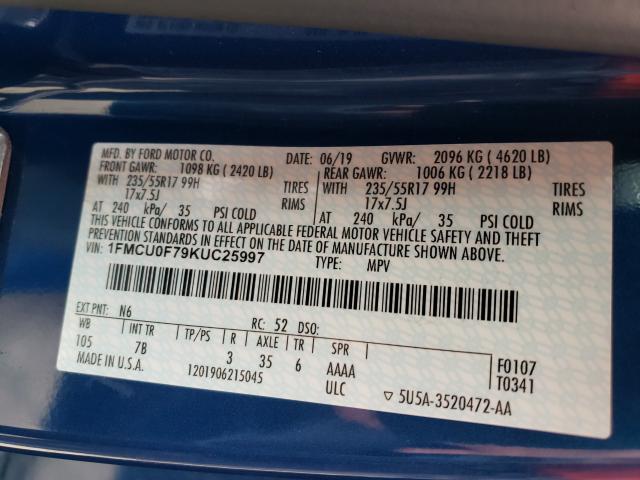 MFD. BY FORD MOTOR CO. DATE: 06/19 GVWR: 2096 KG ( 4620 LB)
FRONT GAWR: 1098 KG ( 2420 LB) REAR GAWR: 1006 KG ( 2218 LB)
WITH 235/55R17 99H TIRES WITH 235/55R17 99H TIRES
17x7.5J RIMS 17x7.5J RIMS
AT 240 kPa/ 35 PSI COLD AT 240 kPa/ 35 PSI COLD
THIS VEHICLE CONFORMS TO ALL APPLICABLE FEDERAL MOTOR VEHICLE SAFETY AND THEFT
PREVENTION STANDARDS IN EFFECT ON THE DATE OF MANUFACTURE SHOWN ABOVE.
VIN: 1FMCU0F79KUC25997 TYPE: MPV
EXT PNT: N6 RC: 52 DSO:
WB INT TR TP/PS R AXLE TR SPR
105 7B 3 35 6 AAAA F0107
MADE IN U.S.A. 1201906215045 ULC T0341
▽ 5U5A-3520472-AA